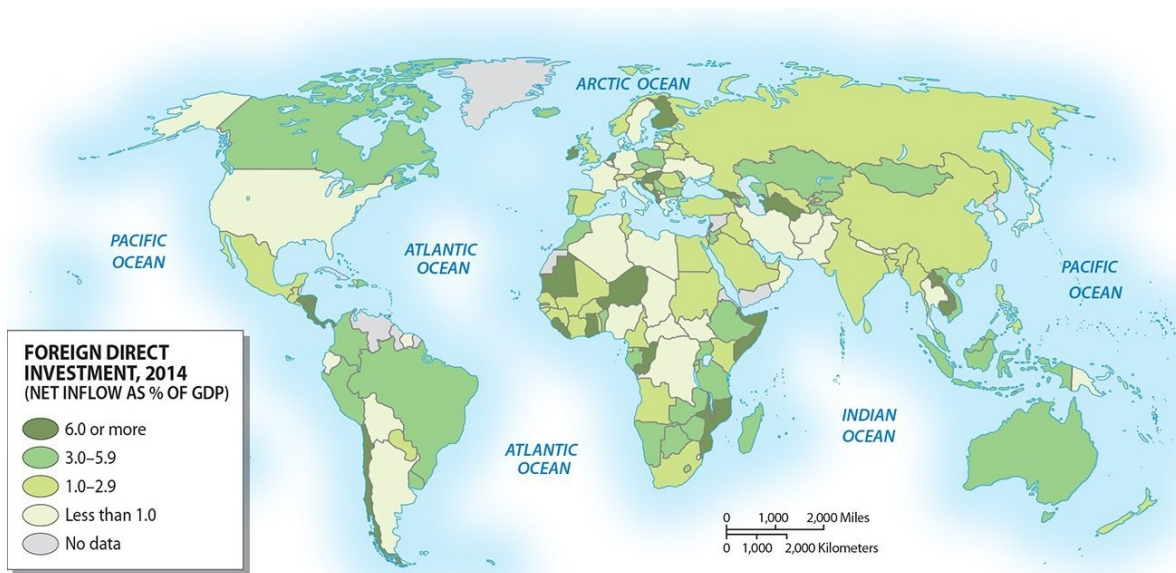 ARCTIC OCEAN
PACIFIC
OCEAN
ATLANTIC
OCEAN
PACIFIC
OCEAN
FOREIGN DIRECT
INVESTMENT, 2014
(NET INFLOW AS % OF GDP)
6.0 or more
3.0–5.9
1.0–2.9
Less than 1.0
No data
ATLANTIC
OCEAN
INDIAN
OCEAN
0 1,000 2,000 Miles
0 1,000 2,000 Kilometers